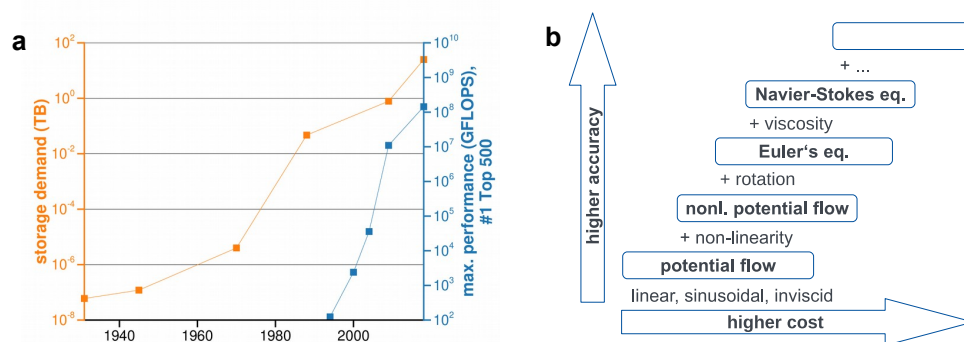 a
storage demand (TB)
10^2
10^0
10^-2
10^-4
10^-6
10^-8
1940
1960
1980
2000
10^10
10^9
10^8
10^7
10^6
10^5
10^4
10^3
10^2
max. performance (GFLOPS),
#1 Top 500
b
higher accuracy
+ ...
Navier-Stokes eq.
+ viscosity
Euler‘s eq.
+ rotation
nonl. potential flow
+ non-linearity
potential flow
linear, sinusoidal, inviscid
higher cost